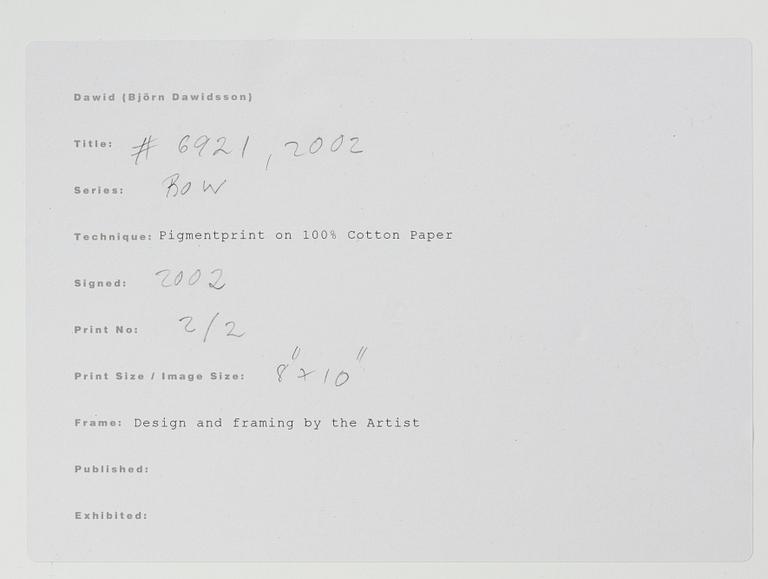 Dawid (Björn Dawidsson)
Title: # 6921, 2002
Series: BOW
Technique: Pigmentprint on 100% Cotton Paper
Signed: 2002
Print No: 2/2
Print Size / Image Size: 8" x 10"
Frame: Design and framing by the Artist
Published:
Exhibited: